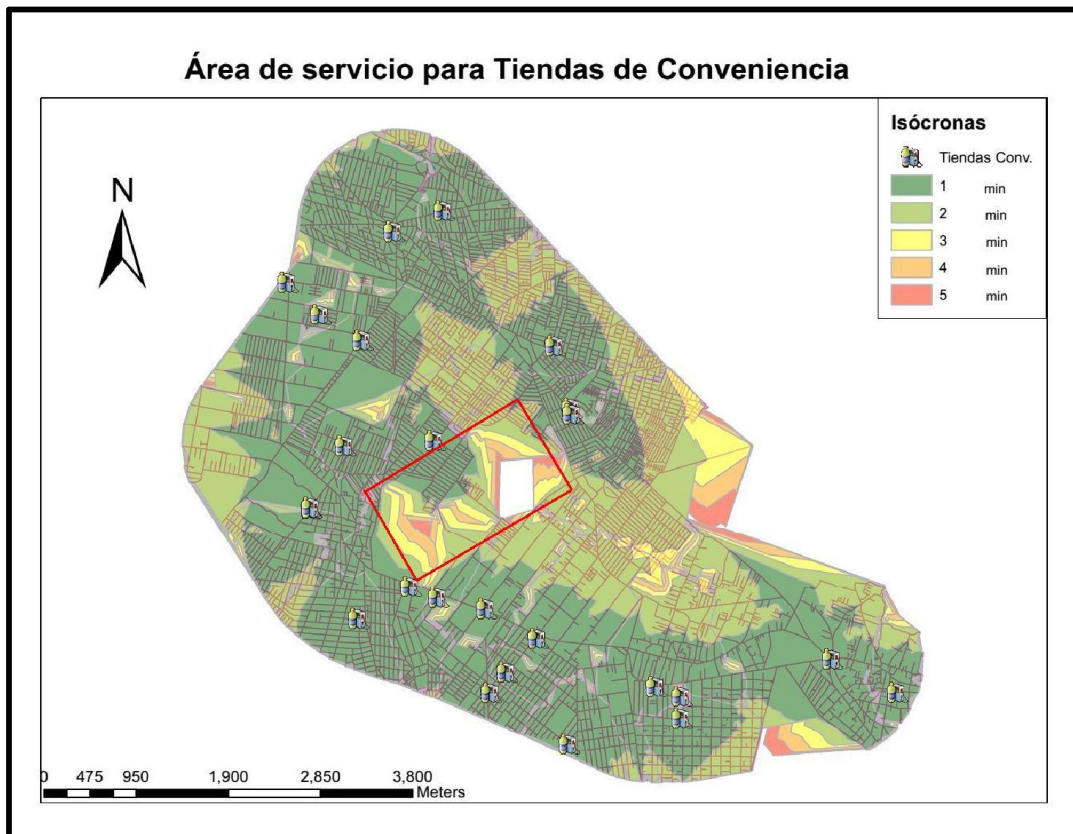 Área de servicio para Tiendas de Conveniencia
Isócronas
Tiendas Conv.
1 min
2 min
3 min
4 min
5 min
N
0 475 950 1,900 2,850 3,800
Meters